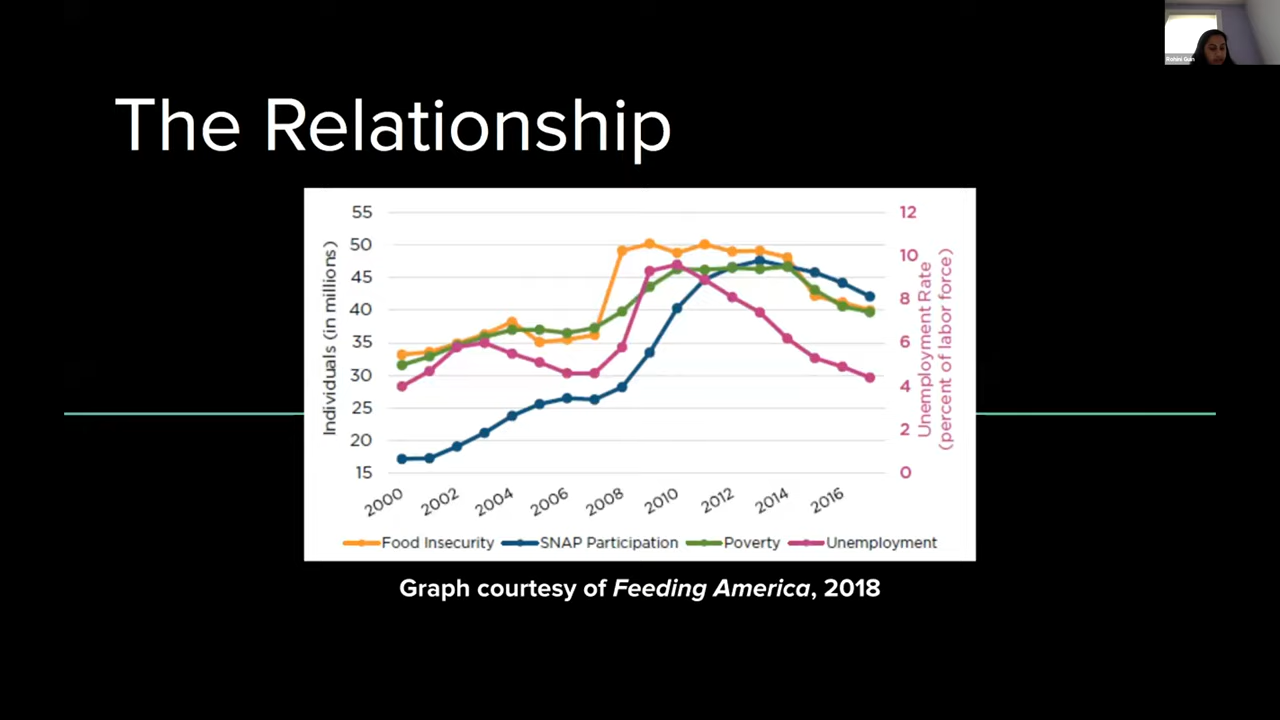 Rohini Guin
The Relationship
55
50
45
40
35
30
25
20
15
Individuals (in millions)
12
10
8
6
4
2
0
Unemployment Rate
(percent of labor force)
2000
2002
2004
2006
2008
2010
2012
2014
2016
Food Insecurity
SNAP Participation
Poverty
Unemployment
Graph courtesy of Feeding America, 2018